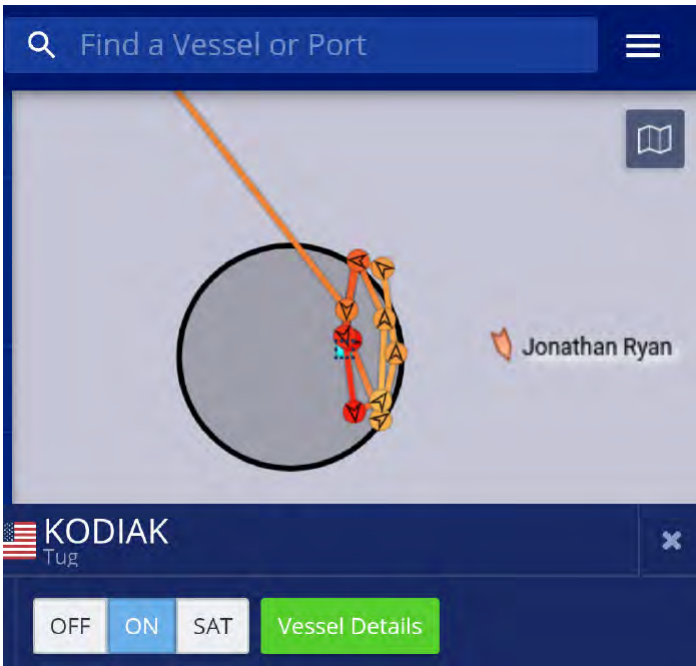 Find a Vessel or Port
Jonathan Ryan
KODIAK
Tug
OFF ON SAT Vessel Details